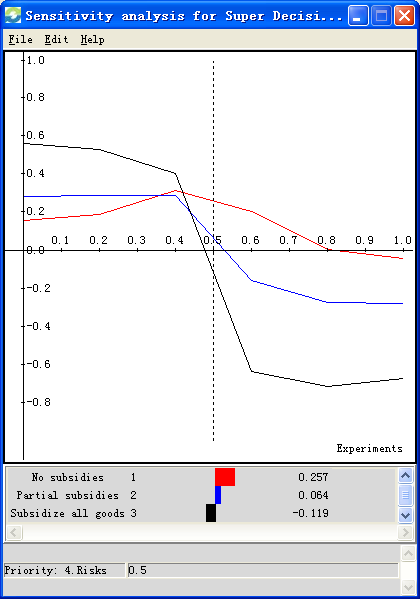 Sensitivity analysis for Super Decisi...
File Edit Help
1.0
0.8
0.6
0.4
0.2
0.0 0.1 0.2 0.3 0.4 0.5 0.6 0.7 0.8 0.9 1.0
-0.2
-0.4
-0.6
-0.8
Experiments
No subsidies 1 0.257
Partial subsidies 2 0.064
Subsidize all goods 3 -0.119
Priority: 4.Risks 0.5